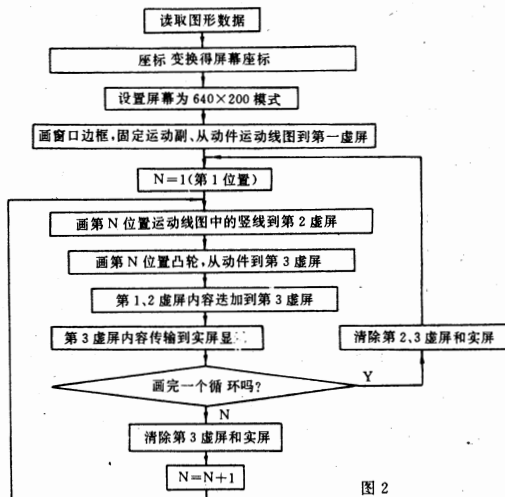 读取图形数据
座标 变换得屏幕座标
设置屏幕为640×200模式
画窗口边框,固定运动副、从动件运动线图到第一虚屏
N=1(第1位置)
画第N位置运动线图中的竖线到第2虚屏
画第N位置凸轮,从动件到第3虚屏
第1、2虚屏内容迭加到第3虚屏
第3虚屏内容传输到实屏显
清除第2,3虚屏和实屏
画完一个循环吗?
Y
N
清除第3虚屏和实屏
N=N+1
图2